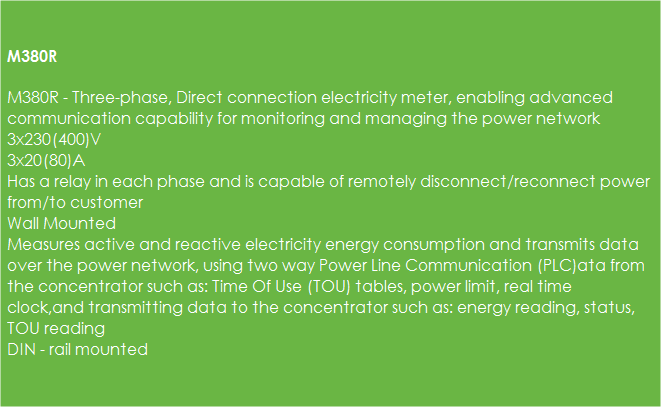 M380R
M380R - Three-phase, Direct connection electricity meter, enabling advanced
communication capability for monitoring and managing the power network
3x230(400)V
3x20(80)A
Has a relay in each phase and is capable of remotely disconnect/reconnect power
from/to customer
Wall Mounted
Measures active and reactive electricity energy consumption and transmits data
over the power network, using two way Power Line Communication (PLC)ata from
the concentrator such as: Time Of Use (TOU) tables, power limit, real time
clock,and transmitting data to the concentrator such as: energy reading, status,
TOU reading
DIN - rail mounted